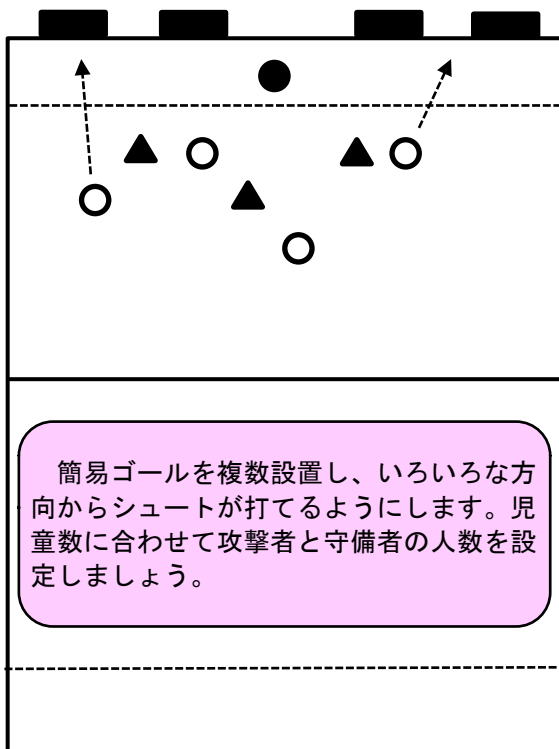 簡易ゴールを複数設置し、いろいろな方
向からシュートが打てるようにします。児
童数に合わせて攻撃者と守備者の人数を設
定しましょう。